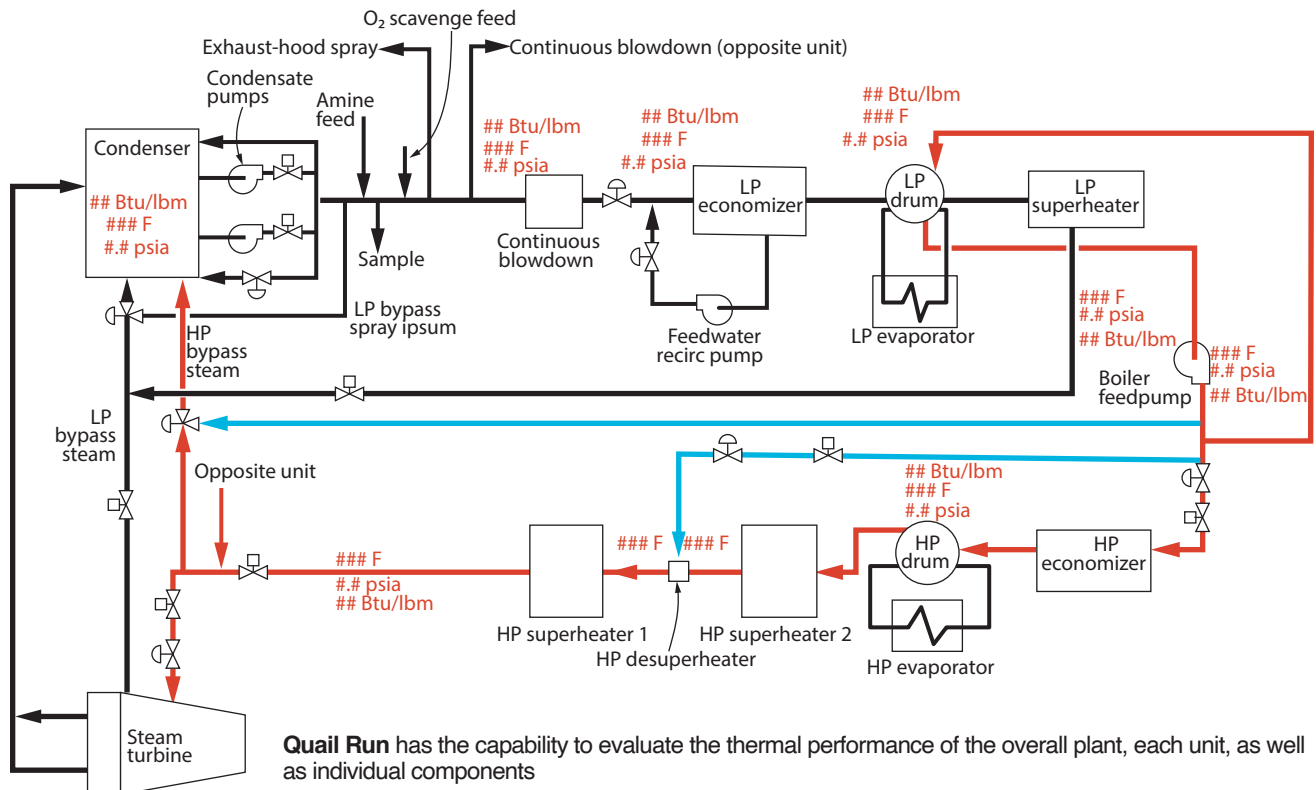 O₂ scavenge feed
Exhaust-hood spray
Continuous blowdown (opposite unit)
Condensate
pumps
Amine
feed
## Btu/lbm
### F
#.# psia
## Btu/lbm
### F
#.# psia
## Btu/lbm
### F
#.# psia
Condenser
## Btu/lbm
### F
#.# psia
LP
economizer
LP
drum
LP
superheater
Continuous
blowdown
Sample
LP bypass
spray ipsum
HP
bypass
steam
Feedwater
recirc pump
LP evaporator
### F
#.# psia
## Btu/lbm
### F
#.# psia
## Btu/lbm
Boiler
feedpump
LP
bypass
steam
Opposite unit
## Btu/lbm
### F
#.# psia
### F
#.# psia
## Btu/lbm
### F
### F
HP
drum
HP
economizer
HP superheater 1
HP superheater 2
HP desuperheater
HP evaporator
Steam
turbine
Quail Run has the capability to evaluate the thermal performance of the overall plant, each unit, as well
as individual components